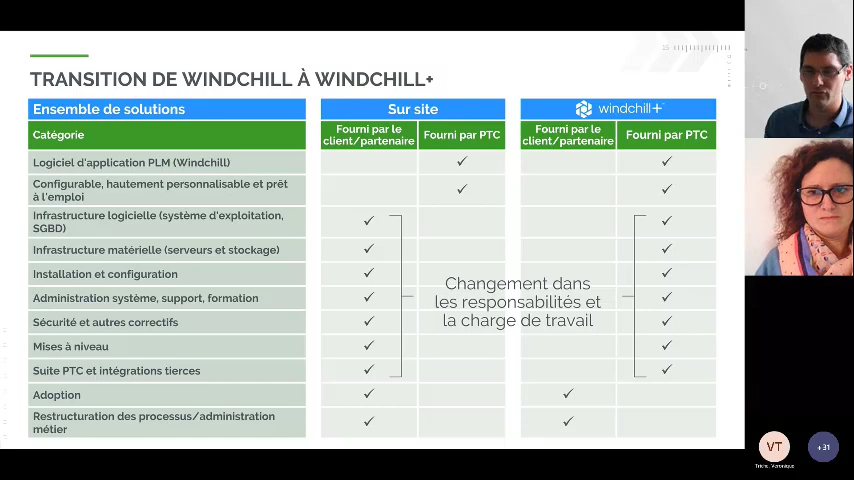 TRANSITION DE WINDCHILL À WINDCHILL+
Ensemble de solutions
Sur site
windchill+
Catégorie
Fourni par le
client/partenaire
Fourni par PTC
Fourni par le
client/partenaire
Fourni par PTC
Logiciel d'application PLM (Windchill)
Configurable, hautement personnalisable et prêt
à l'emploi
Infrastructure logicielle (système d'exploitation,
SGBD)
Infrastructure matérielle (serveurs et stockage)
Installation et configuration
Administration système, support, formation
Sécurité et autres correctifs
Mises à niveau
Suite PTC et intégrations tierces
Adoption
Restructuration des processus/administration
métier
Changement dans
les responsabilités et
la charge de travail
VT
+31